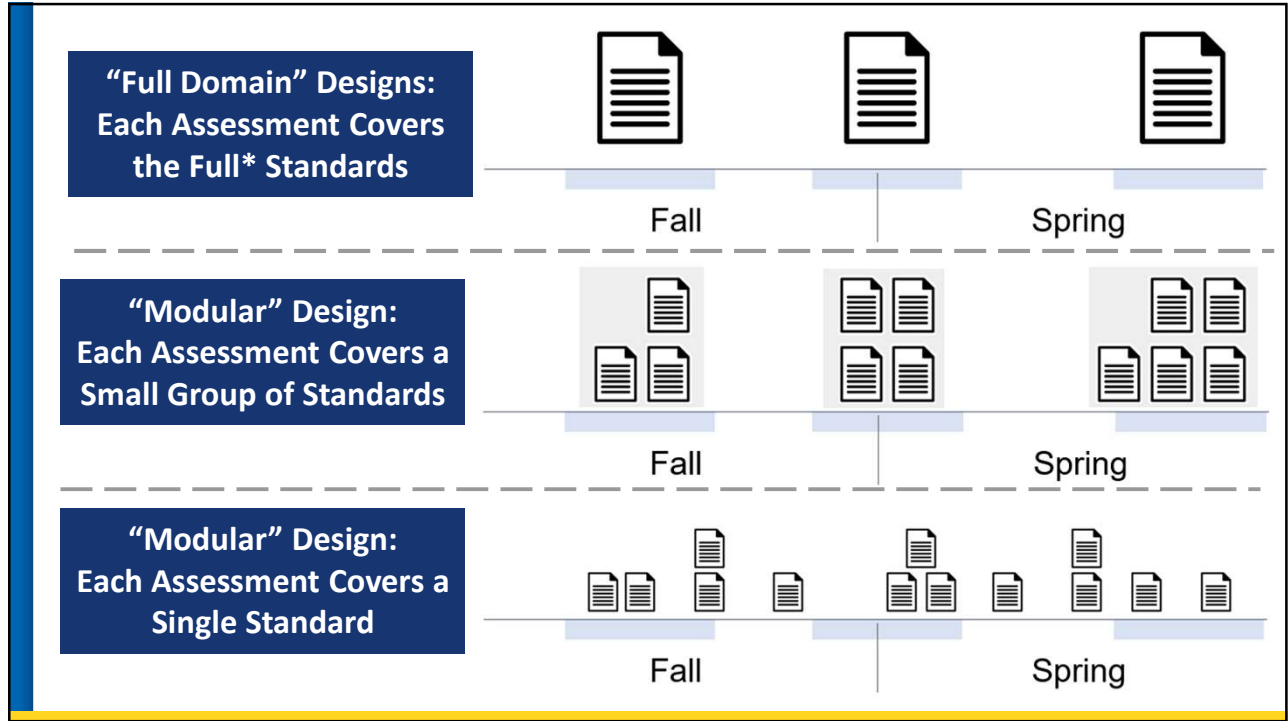 “Full Domain” Designs:
Each Assessment Covers
the Full* Standards
Fall
Spring
“Modular” Design:
Each Assessment Covers a
Small Group of Standards
Fall
Spring
“Modular” Design:
Each Assessment Covers a
Single Standard
Fall
Spring